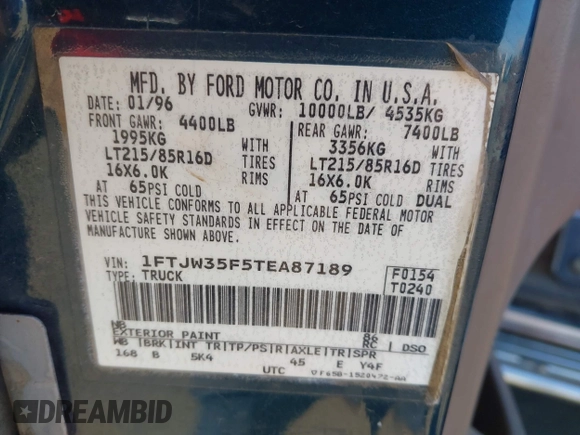 MFD. BY FORD MOTOR CO. IN U.S.A.
DATE: 01/96 GVWR: 10000LB/ 4535KG
FRONT GAWR: 4400LB REAR GAWR: 7400LB
1995KG WITH 3356KG WITH
LT215/85R16D TIRES LT215/85R16D TIRES
16X6.0K RIMS 16X6.0K RIMS
AT 65PSI COLD AT 65PSI COLD DUAL
THIS VEHICLE CONFORMS TO ALL APPLICABLE FEDERAL MOTOR
VEHICLE SAFETY STANDARDS IN EFFECT ON THE DATE OF
MANUFACTURE SHOWN ABOVE.
VIN: 1FTJW35F5TEA87189 F0154
TYPE: TRUCK T0240
EXTERIOR PAINT RC: DSO
WB |BRK|INT TR|TP/PS|R|AXLE|TR|SPR
168 B 5K4 45 E Y4F
UTC
RAWBID AUTO AUCTIONS